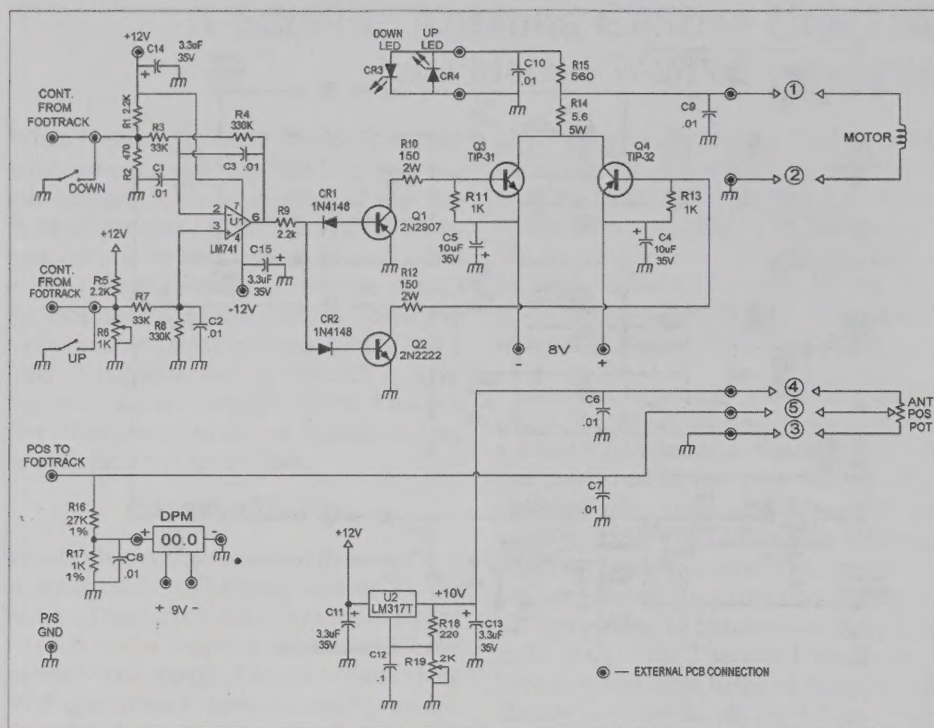 +12V
C14
3.3uF
35V
CONT.
FROM
FODTRACK
R1 2.2K
R3
33K
R4
330K
C3 .01
R2 470
C1
.01
DOWN
2
3
7
6
4
U1
LM741
R9
2.2k
C15
3.3uF
35V
-12V
+12V
CONT.
FROM
FODTRACK
R5
2.2K
R7
33K
R6
1K
R8
330K
C2
.01
UP
CR1
1N4148
CR2
1N4148
Q1
2N2907
Q2
2N2222
R10
150
2W
R12
150
2W
DOWN
LED
UP
LED
CR3
CR4
C10
.01
R15
560
R14
5.6
5W
Q3
TIP-31
Q4
TIP-32
R11
1K
R13
1K
C5
10uF
35V
C4
10uF
35V
C9
.01
1
2
MOTOR
8V
- +
C6
.01
C7
.01
4
5
3
ANT
POS
POT
POS TO
FODTRACK
R16
27K
1%
R17
1K
1%
C8
.01
DPM
+ 00.0 -
+ 9V -
P/S
GND
+12V
C11
3.3uF
35V
U2
LM317T
+10V
R18
220
C13
3.3uF
35V
C12
.1
R19
2K
— EXTERNAL PCB CONNECTION